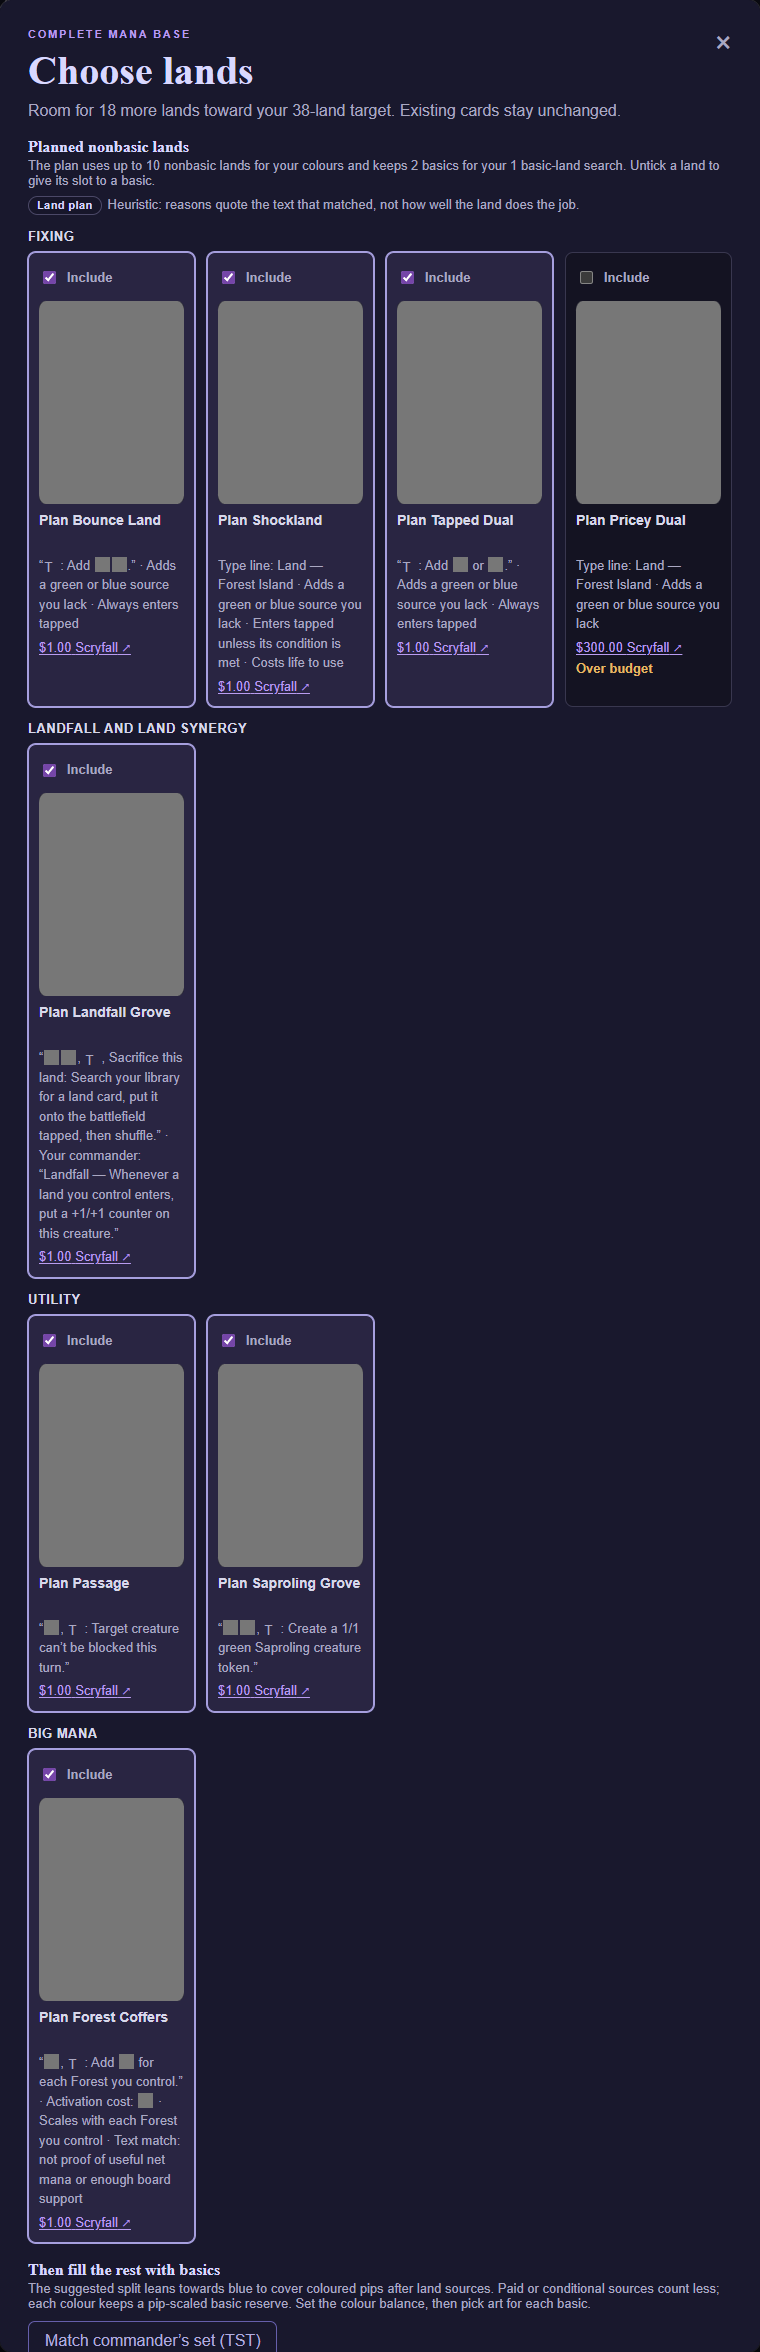 COMPLETE MANA BASE
Choose lands
×
Room for 18 more lands toward your 38-land target. Existing cards stay unchanged.
Planned nonbasic lands
The plan uses up to 10 nonbasic lands for your colours and keeps 2 basics for your 1 basic-land search. Untick a land to
give its slot to a basic.
Land plan Heuristic: reasons quote the text that matched, not how well the land does the job.
FIXING
Include
Plan Bounce Land
“T : Add .” · Adds
a green or blue source
you lack · Always enters
tapped
$1.00 Scryfall ↗
Include
Plan Shockland
Type line: Land —
Forest Island · Adds a
green or blue source you
lack · Enters tapped
unless its condition is
met · Costs life to use
$1.00 Scryfall ↗
Include
Plan Tapped Dual
“T : Add or .” ·
Adds a green or blue
source you lack · Always
enters tapped
$1.00 Scryfall ↗
Include
Plan Pricey Dual
Type line: Land —
Forest Island · Adds a
green or blue source you
lack
$300.00 Scryfall ↗
Over budget
LANDFALL AND LAND SYNERGY
Include
Plan Landfall Grove
“, T , Sacrifice this
land: Search your library
for a land card, put it
onto the battlefield
tapped, then shuffle.” ·
Your commander:
“Landfall — Whenever a
land you control enters,
put a +1/+1 counter on
this creature.”
$1.00 Scryfall ↗
UTILITY
Include
Plan Passage
“, T : Target creature
can’t be blocked this
turn.”
$1.00 Scryfall ↗
Include
Plan Saproling Grove
“, T : Create a 1/1
green Saproling creature
token.”
$1.00 Scryfall ↗
BIG MANA
Include
Plan Forest Coffers
“, T : Add for
each Forest you control.”
· Activation cost: ·
Scales with each Forest
you control · Text match:
not proof of useful net
mana or enough board
support
$1.00 Scryfall ↗
Then fill the rest with basics
The suggested split leans towards blue to cover coloured pips after land sources. Paid or conditional sources count less;
each colour keeps a pip-scaled basic reserve. Set the colour balance, then pick art for each basic.
Match commander’s set (TST)